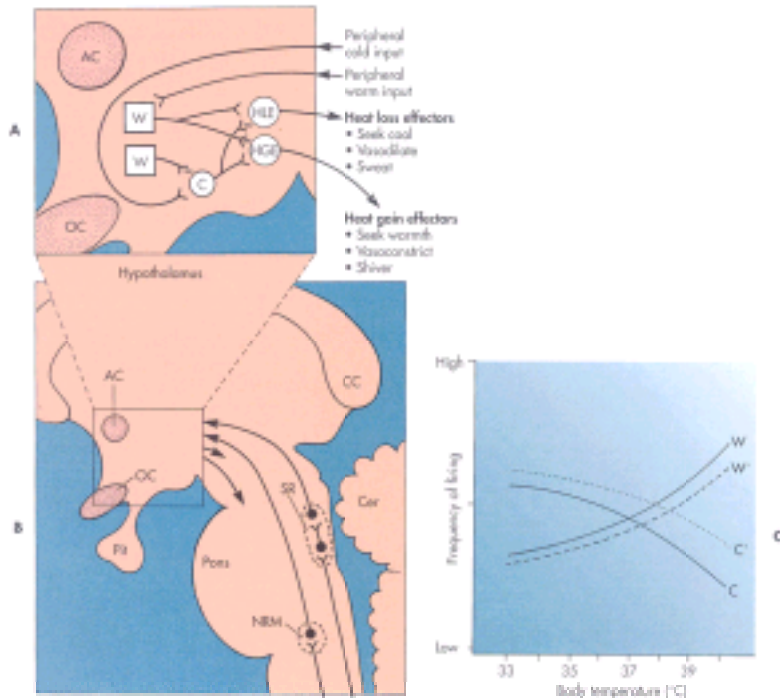 A
AC
Peripheral
cold input
Peripheral
warm input
W
HLE
Heat loss effectors
• Seek cool
• Vasodilate
• Sweat
W
HGE
C
OC
Heat gain effectors
• Seek warmth
• Vasoconstrict
• Shiver
Hypothalamus
B
AC
CC
OC
Pit
Pons
Cer
NRM
High
Frequency of firing
Low
W
W'
C'
C
C
33
35
37
39
Body temperature (°C)